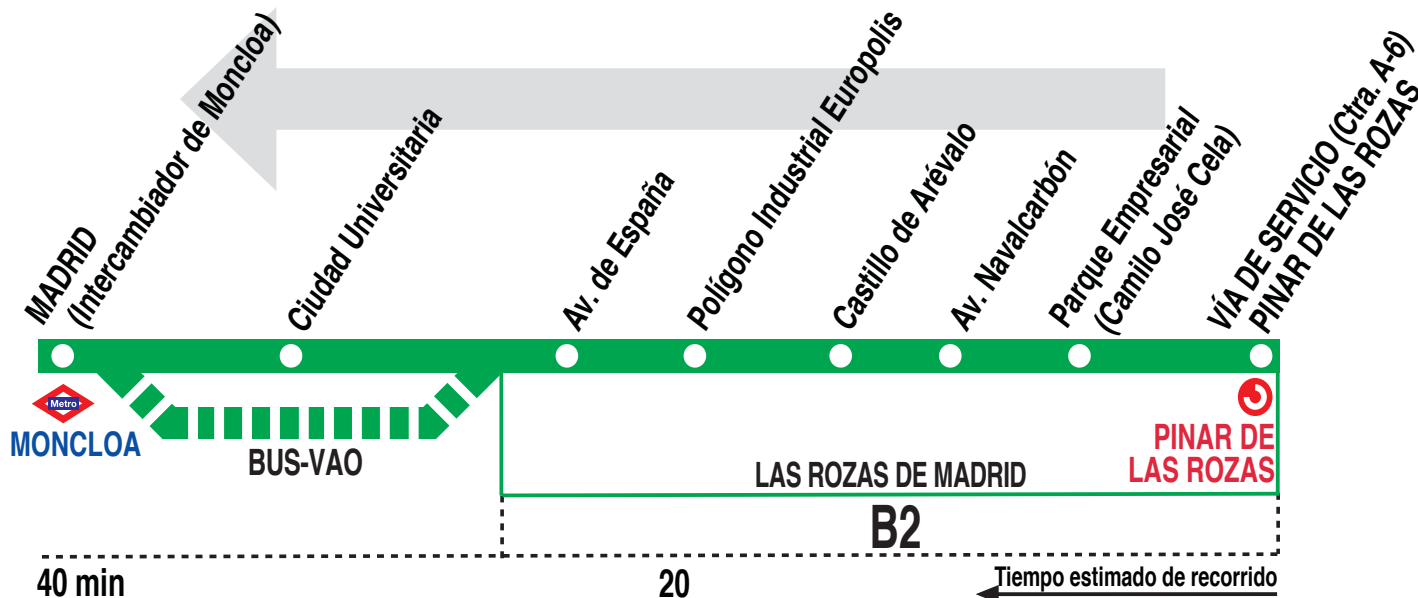 MADRID
(Intercambiador de Moncloa)
Ciudad Universitaria
Av. de España
Polígono Industrial Europolis
Castillo de Arévalo
Av. Navalcarbón
Parque Empresarial
(Camilo José Cela)
VÍA DE SERVICIO (Ctra. A-6)
PINAR DE LAS ROZAS
Metro
MONCLOA
BUS-VAO
LAS ROZAS DE MADRID
PINAR DE
LAS ROZAS
B2
40 min
20
Tiempo estimado de recorrido